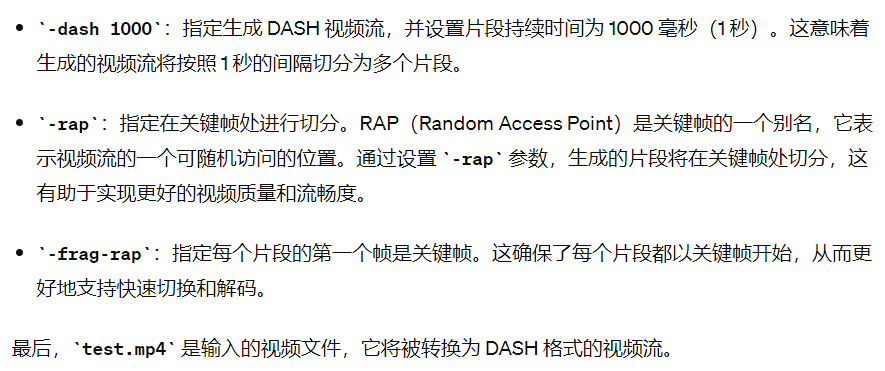 • `-dash 1000`：指定生成 DASH 视频流，并设置片段持续时间为 1000 毫秒（1 秒）。这意味着
生成的视频流将按照 1 秒的间隔切分为多个片段。
• `-rap`：指定在关键帧处进行切分。RAP（Random Access Point）是关键帧的一个别名，它表
示视频流的一个可随机访问的位置。通过设置 `-rap` 参数，生成的片段将在关键帧处切分，这
有助于实现更好的视频质量和流畅度。
• `-frag-rap`：指定每个片段的第一个帧是关键帧。这确保了每个片段都以关键帧开始，从而更
好地支持快速切换和解码。
最后，`test.mp4` 是输入的视频文件，它将被转换为 DASH 格式的视频流。